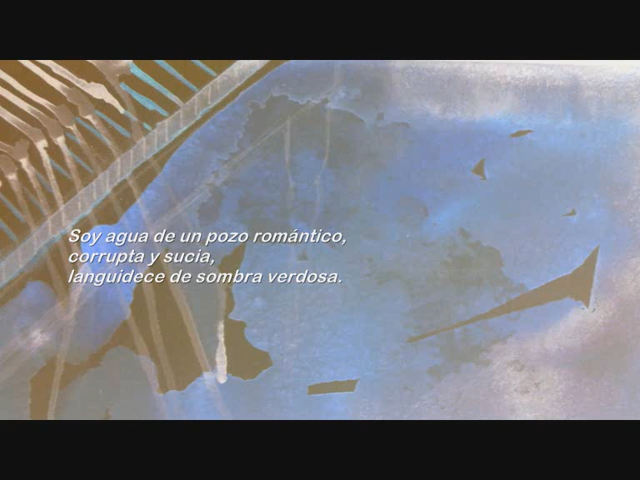 Soy agua de un pozo romántico,
corrupta y sucia,
languidece de sombra verdosa.